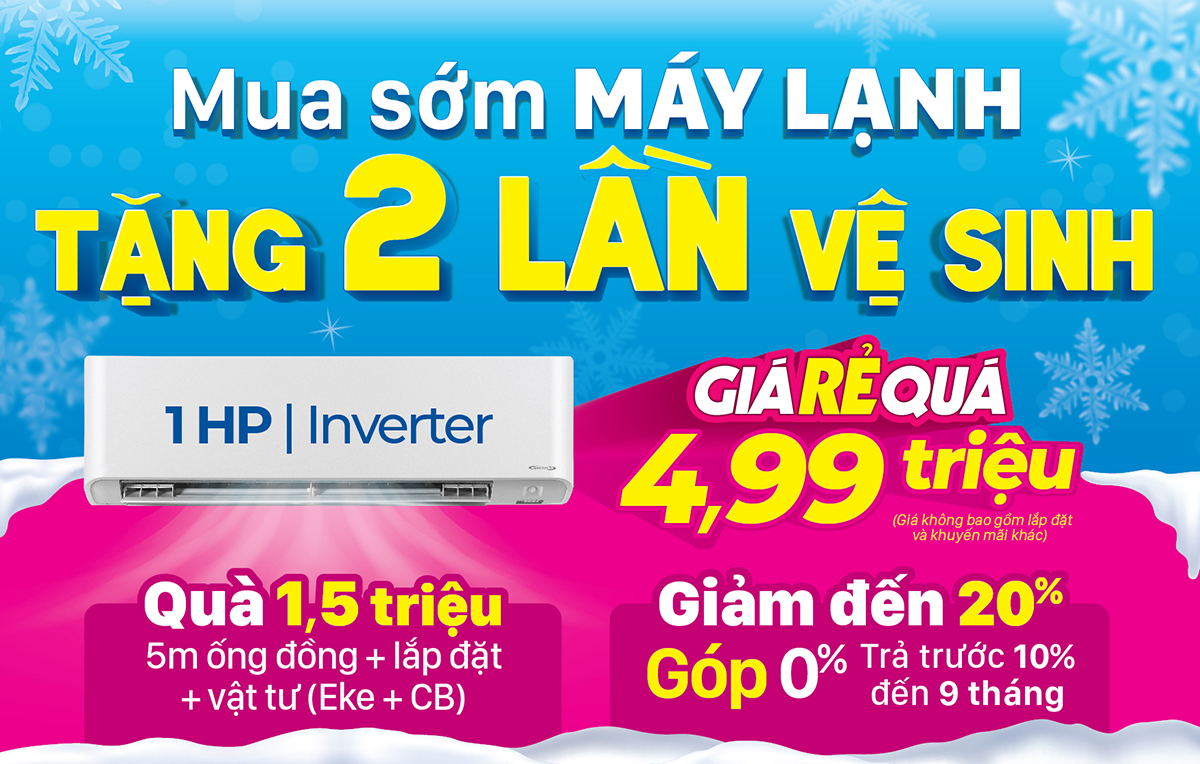 Mua sớm MÁY LẠNH
TẶNG 2 LẦN VỆ SINH
1 HP | Inverter
GIÁ RẺ QUÁ
4,99 triệu
(Giá không bao gồm lắp đặt
và khuyến mãi khác)
Quà 1,5 triệu
5m ống đồng + lắp đặt
+ vật tư (Eke + CB)
Giảm đến 20%
Góp 0% Trả trước 10%
đến 9 tháng